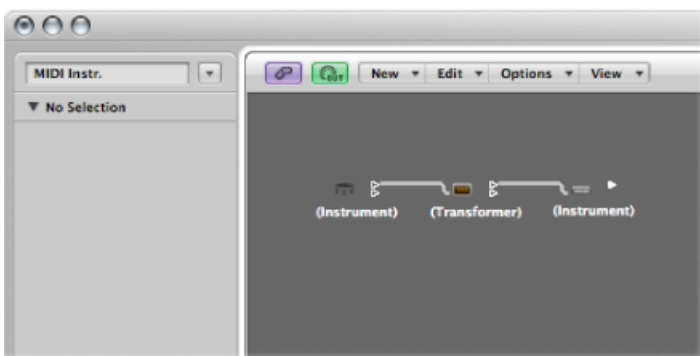 MIDI Instr.
New Edit Options View
No Selection
(Instrument) (Transformer) (Instrument)